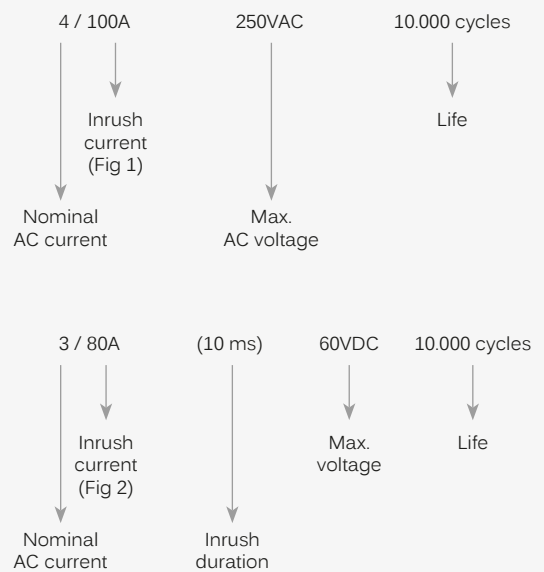 4 / 100A 250VAC 10.000 cycles
Inrush
current
(Fig 1)
Life
Nominal
AC current
Max.
AC voltage
3 / 80A (10 ms) 60VDC 10.000 cycles
Inrush
current
(Fig 2)
Max.
voltage
Life
Nominal
AC current
Inrush
duration